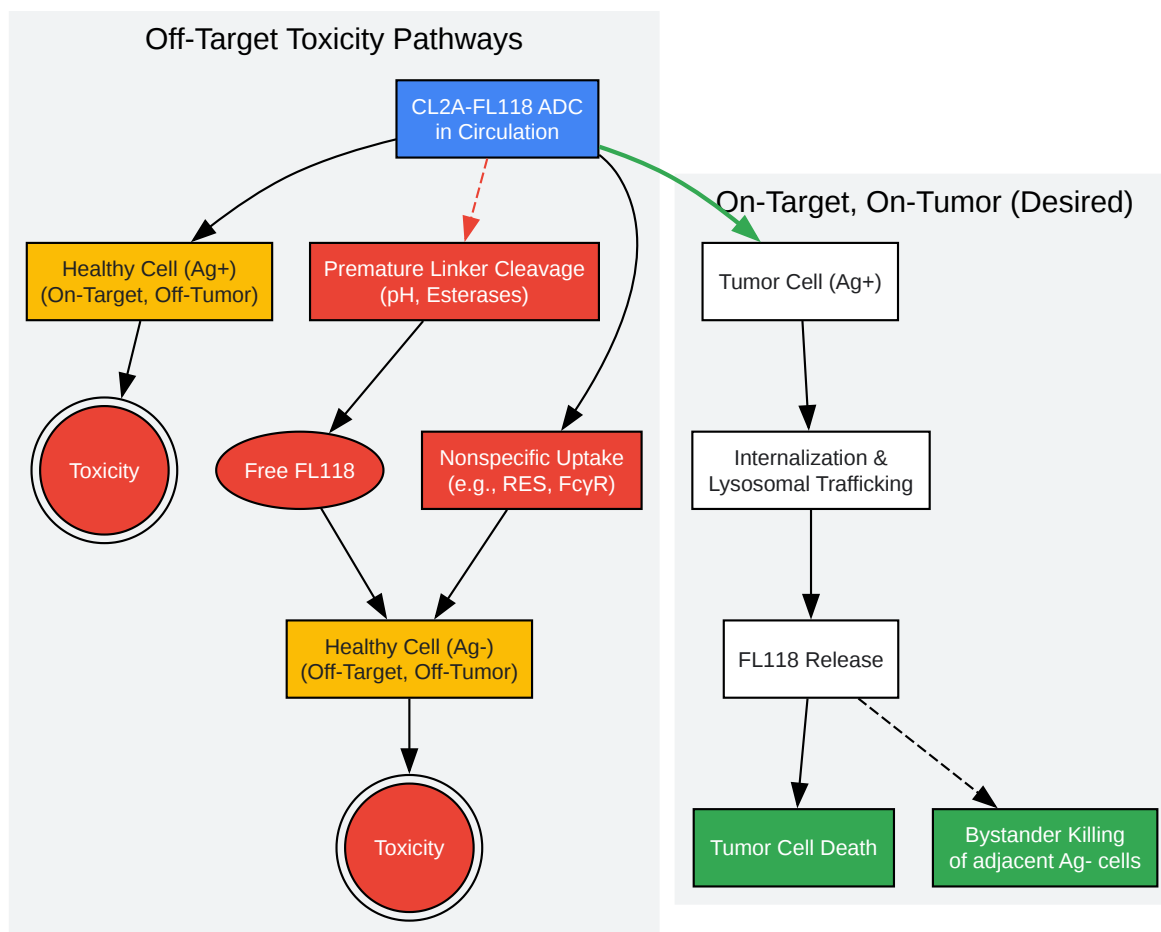 Off-Target Toxicity Pathways
CL2A-FL118 ADC
in Circulation
Healthy Cell (Ag+)
(On-Target, Off-Tumor)
Premature Linker Cleavage
(pH, Esterases)
Toxicity
Free FL118
Nonspecific Uptake
(e.g., RES, FcγR)
Healthy Cell (Ag-)
(Off-Target, Off-Tumor)
Toxicity
On-Target, On-Tumor (Desired)
Tumor Cell (Ag+)
Internalization &
Lysosomal Trafficking
FL118 Release
Tumor Cell Death
Bystander Killing
of adjacent Ag- cells